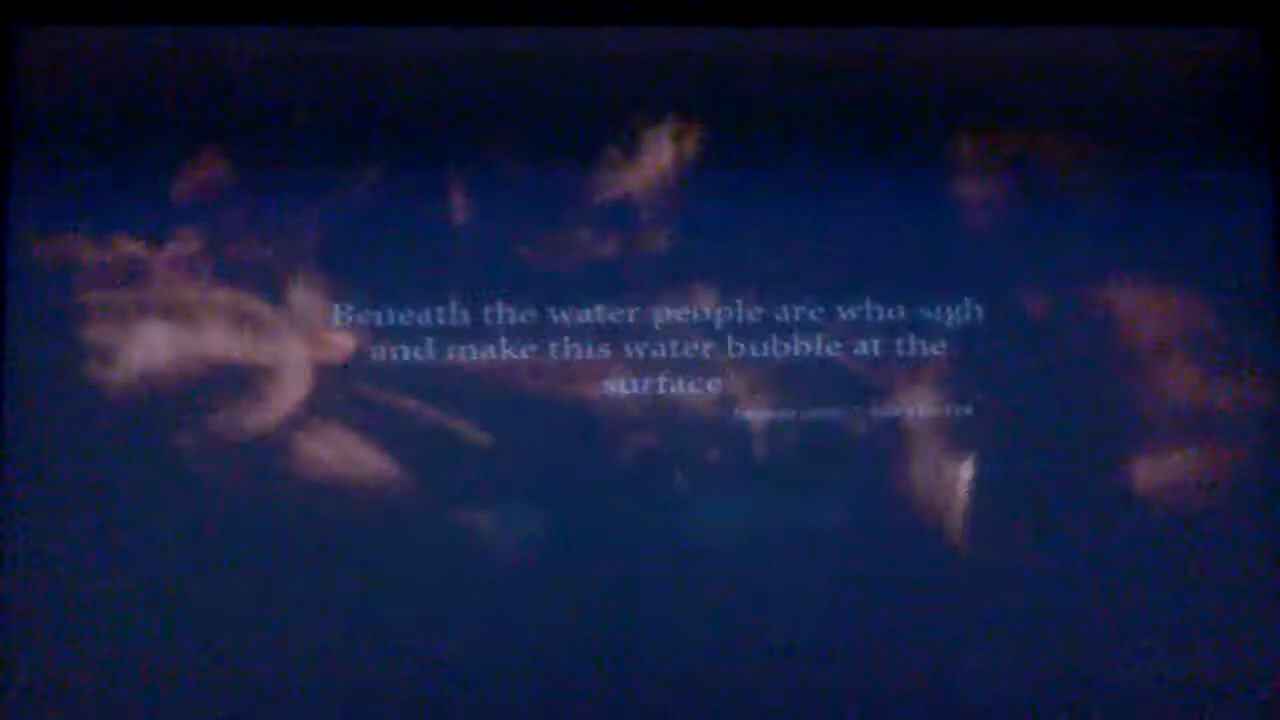 Beneath the water people are who sigh
and make this water bubble at the
surface